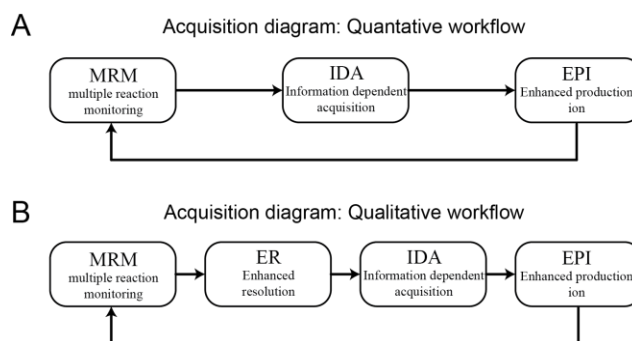 A Acquisition diagram: Quantative workflow
MRM
multiple reaction
monitoring
IDA
Information dependent
acquisition
EPI
Enhanced production
ion
B Acquisition diagram: Qualitative workflow
MRM
multiple reaction
monitoring
ER
Enhanced
resolution
IDA
Information dependent
acquisition
EPI
Enhanced production
ion